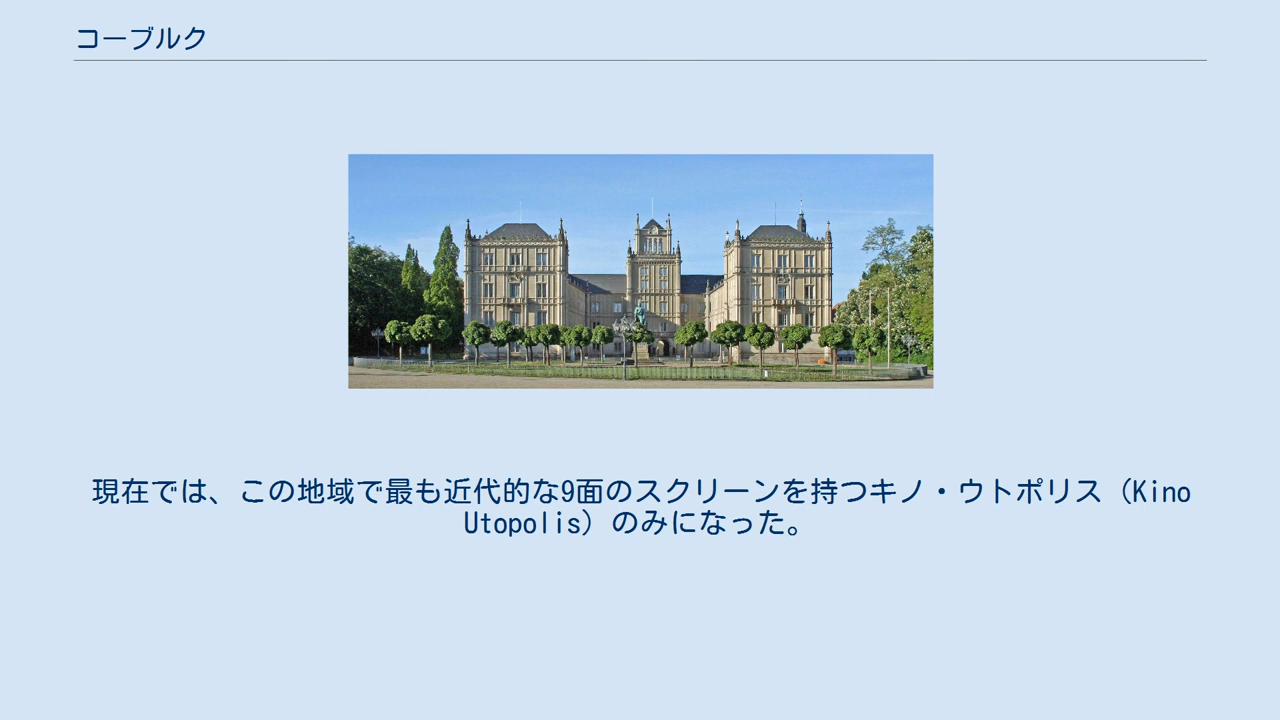 コーブルク
現在では、この地域で最も近代的な9面のスクリーンを持つキノ・ウトポリス（Kino
Utopolis）のみになった。